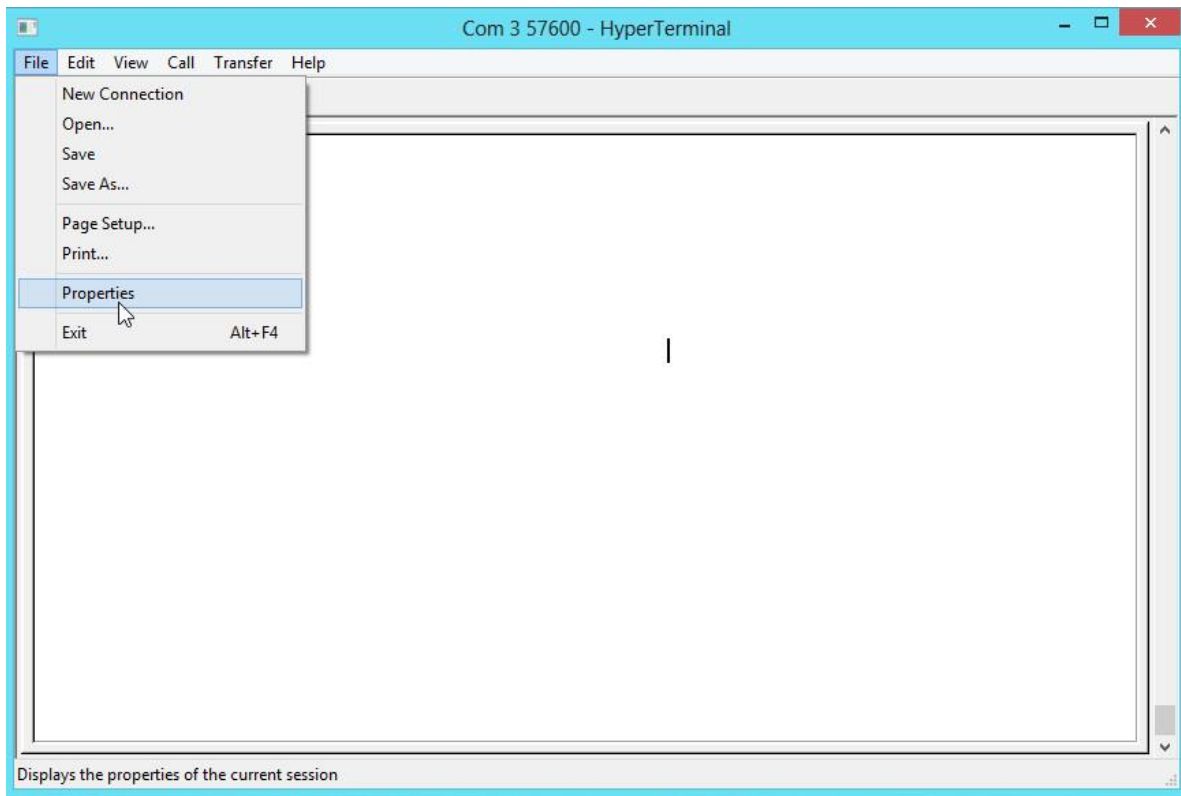 Com 3 57600 - HyperTerminal
File Edit View Call Transfer Help
New Connection
Open...
Save
Save As...
Page Setup...
Print...
Properties
Exit Alt+F4
Displays the properties of the current session